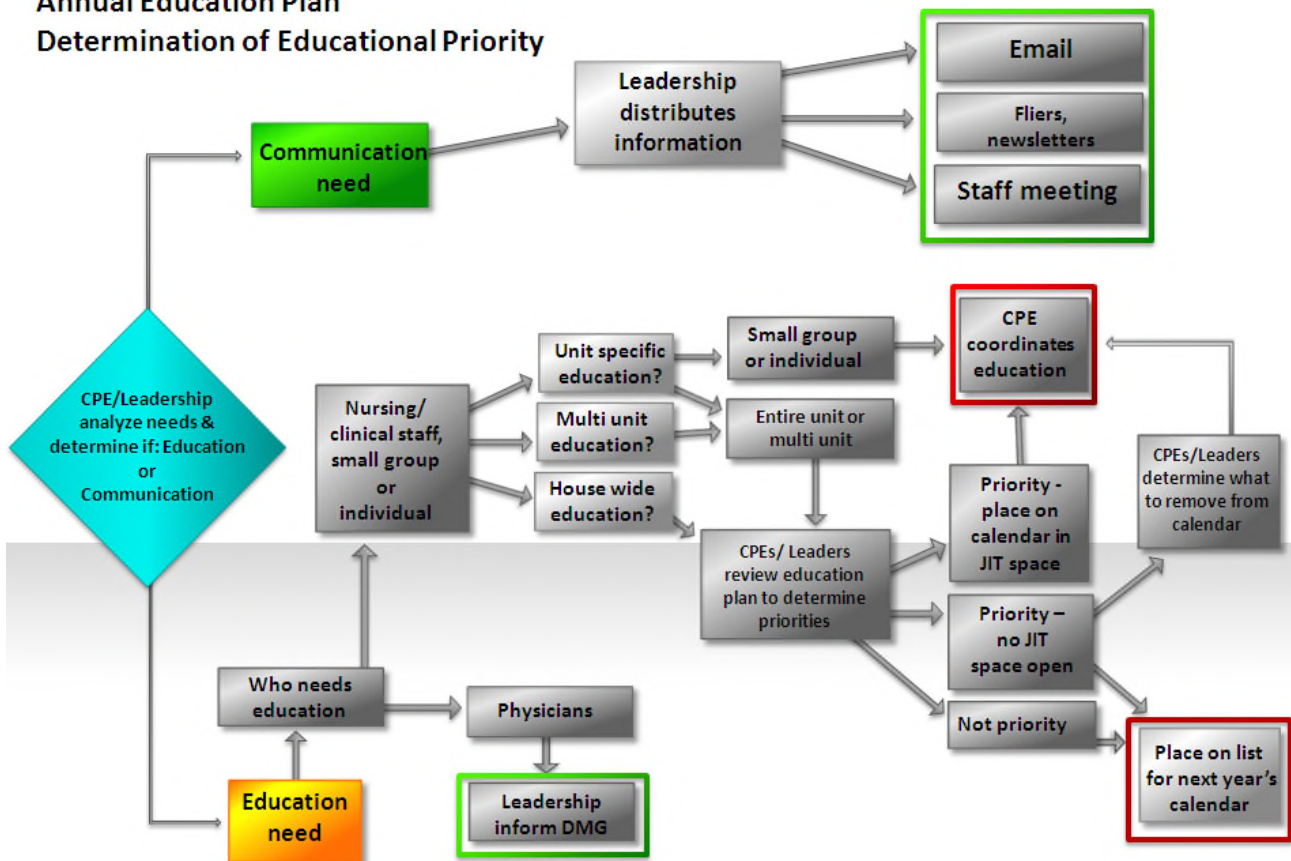 Annual Education Plan
Determination of Educational Priority
Email
Leadership
distributes
information
Fliers,
newsletters
Communication
need
Staff meeting
CPE/Leadership
analyze needs &
determine if: Education
or
Communication
Nursing/
clinical staff,
small group
or
individual
Unit specific
education?
Multi unit
education?
House wide
education?
Small group
or individual
Entire unit or
multi unit
CPE
coordinates
education
CPEs/ Leaders
review education
plan to determine
priorities
Priority -
place on
calendar in
JIT space
CPEs/Leaders
determine what
to remove from
calendar
Priority –
no JIT
space open
Not priority
Place on list
for next year's
calendar
Who needs
education
Physicians
Education
need
Leadership
inform DMG